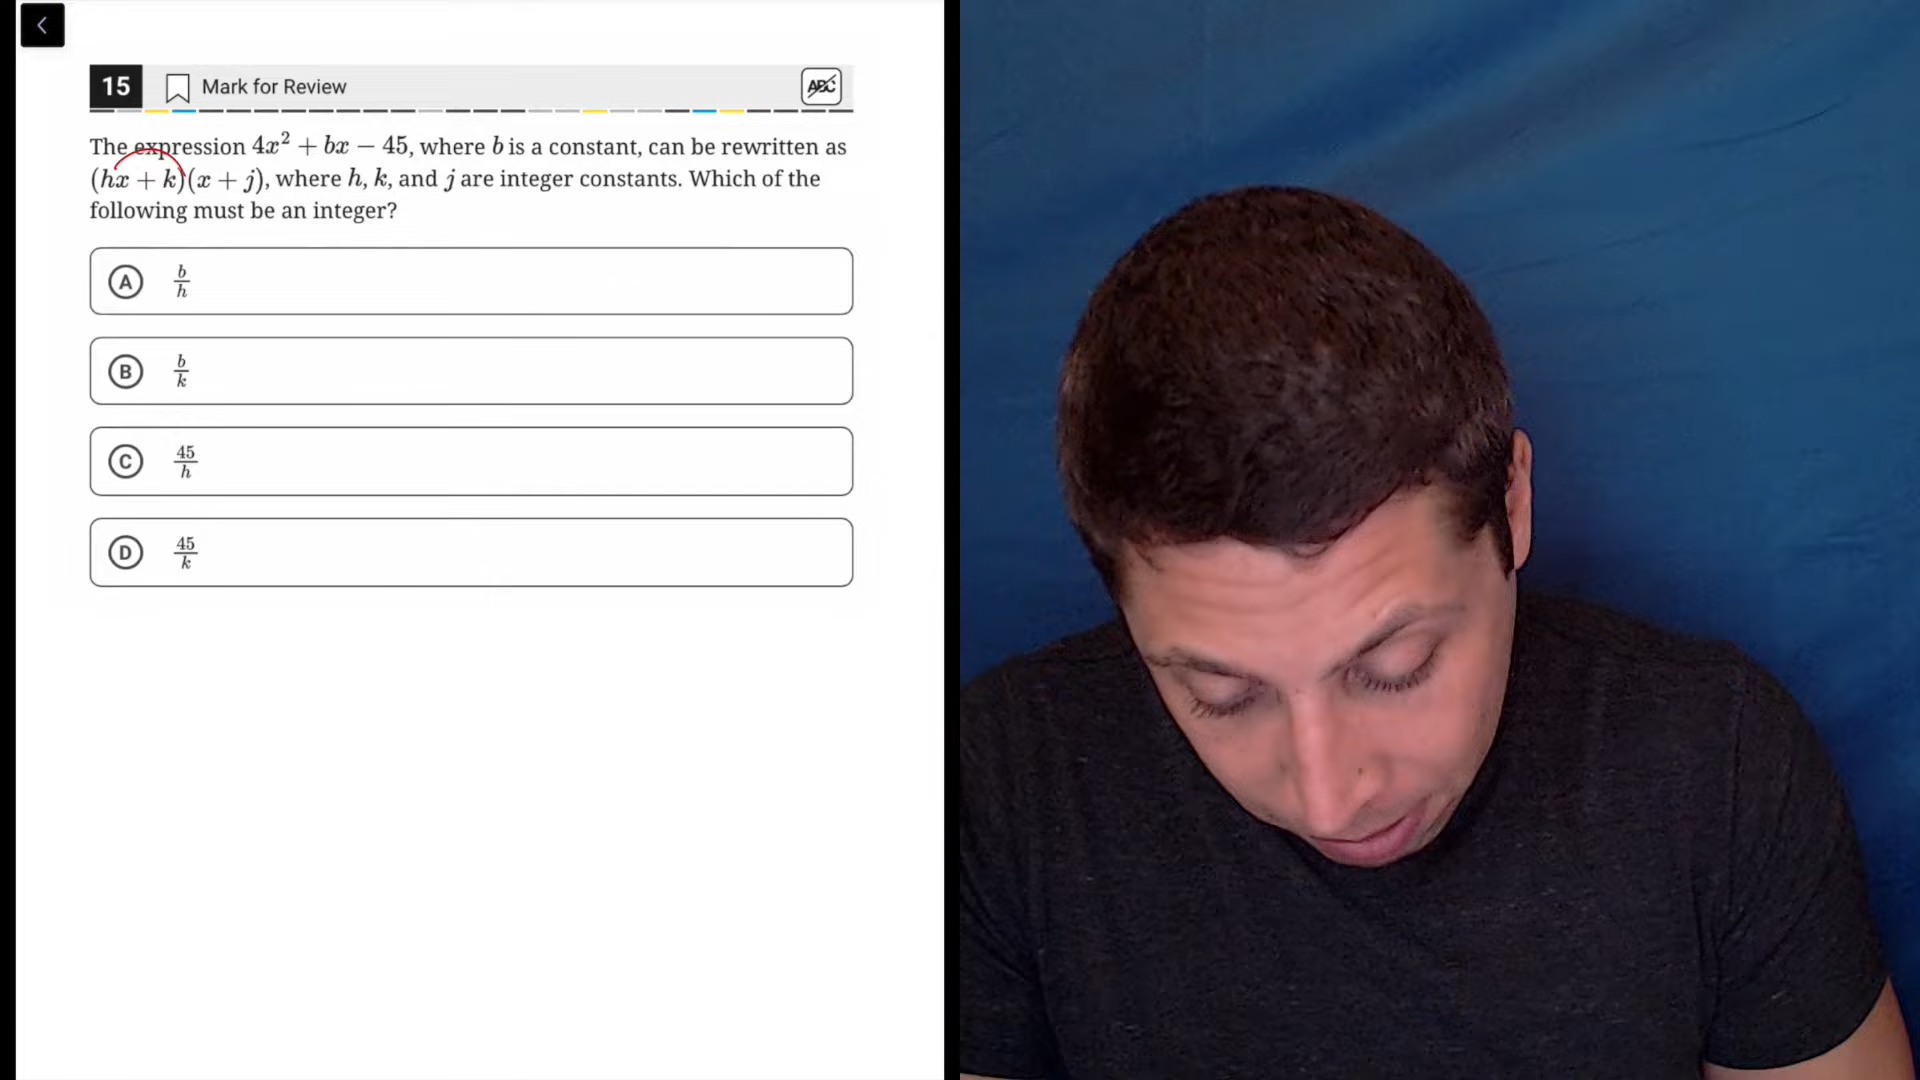 15 Mark for Review ABC
The expression 4x² + bx − 45, where b is a constant, can be rewritten as
(hx + k)(x + j), where h, k, and j are integer constants. Which of the
following must be an integer?
A b/h
B b/k
C 45/h
D 45/k